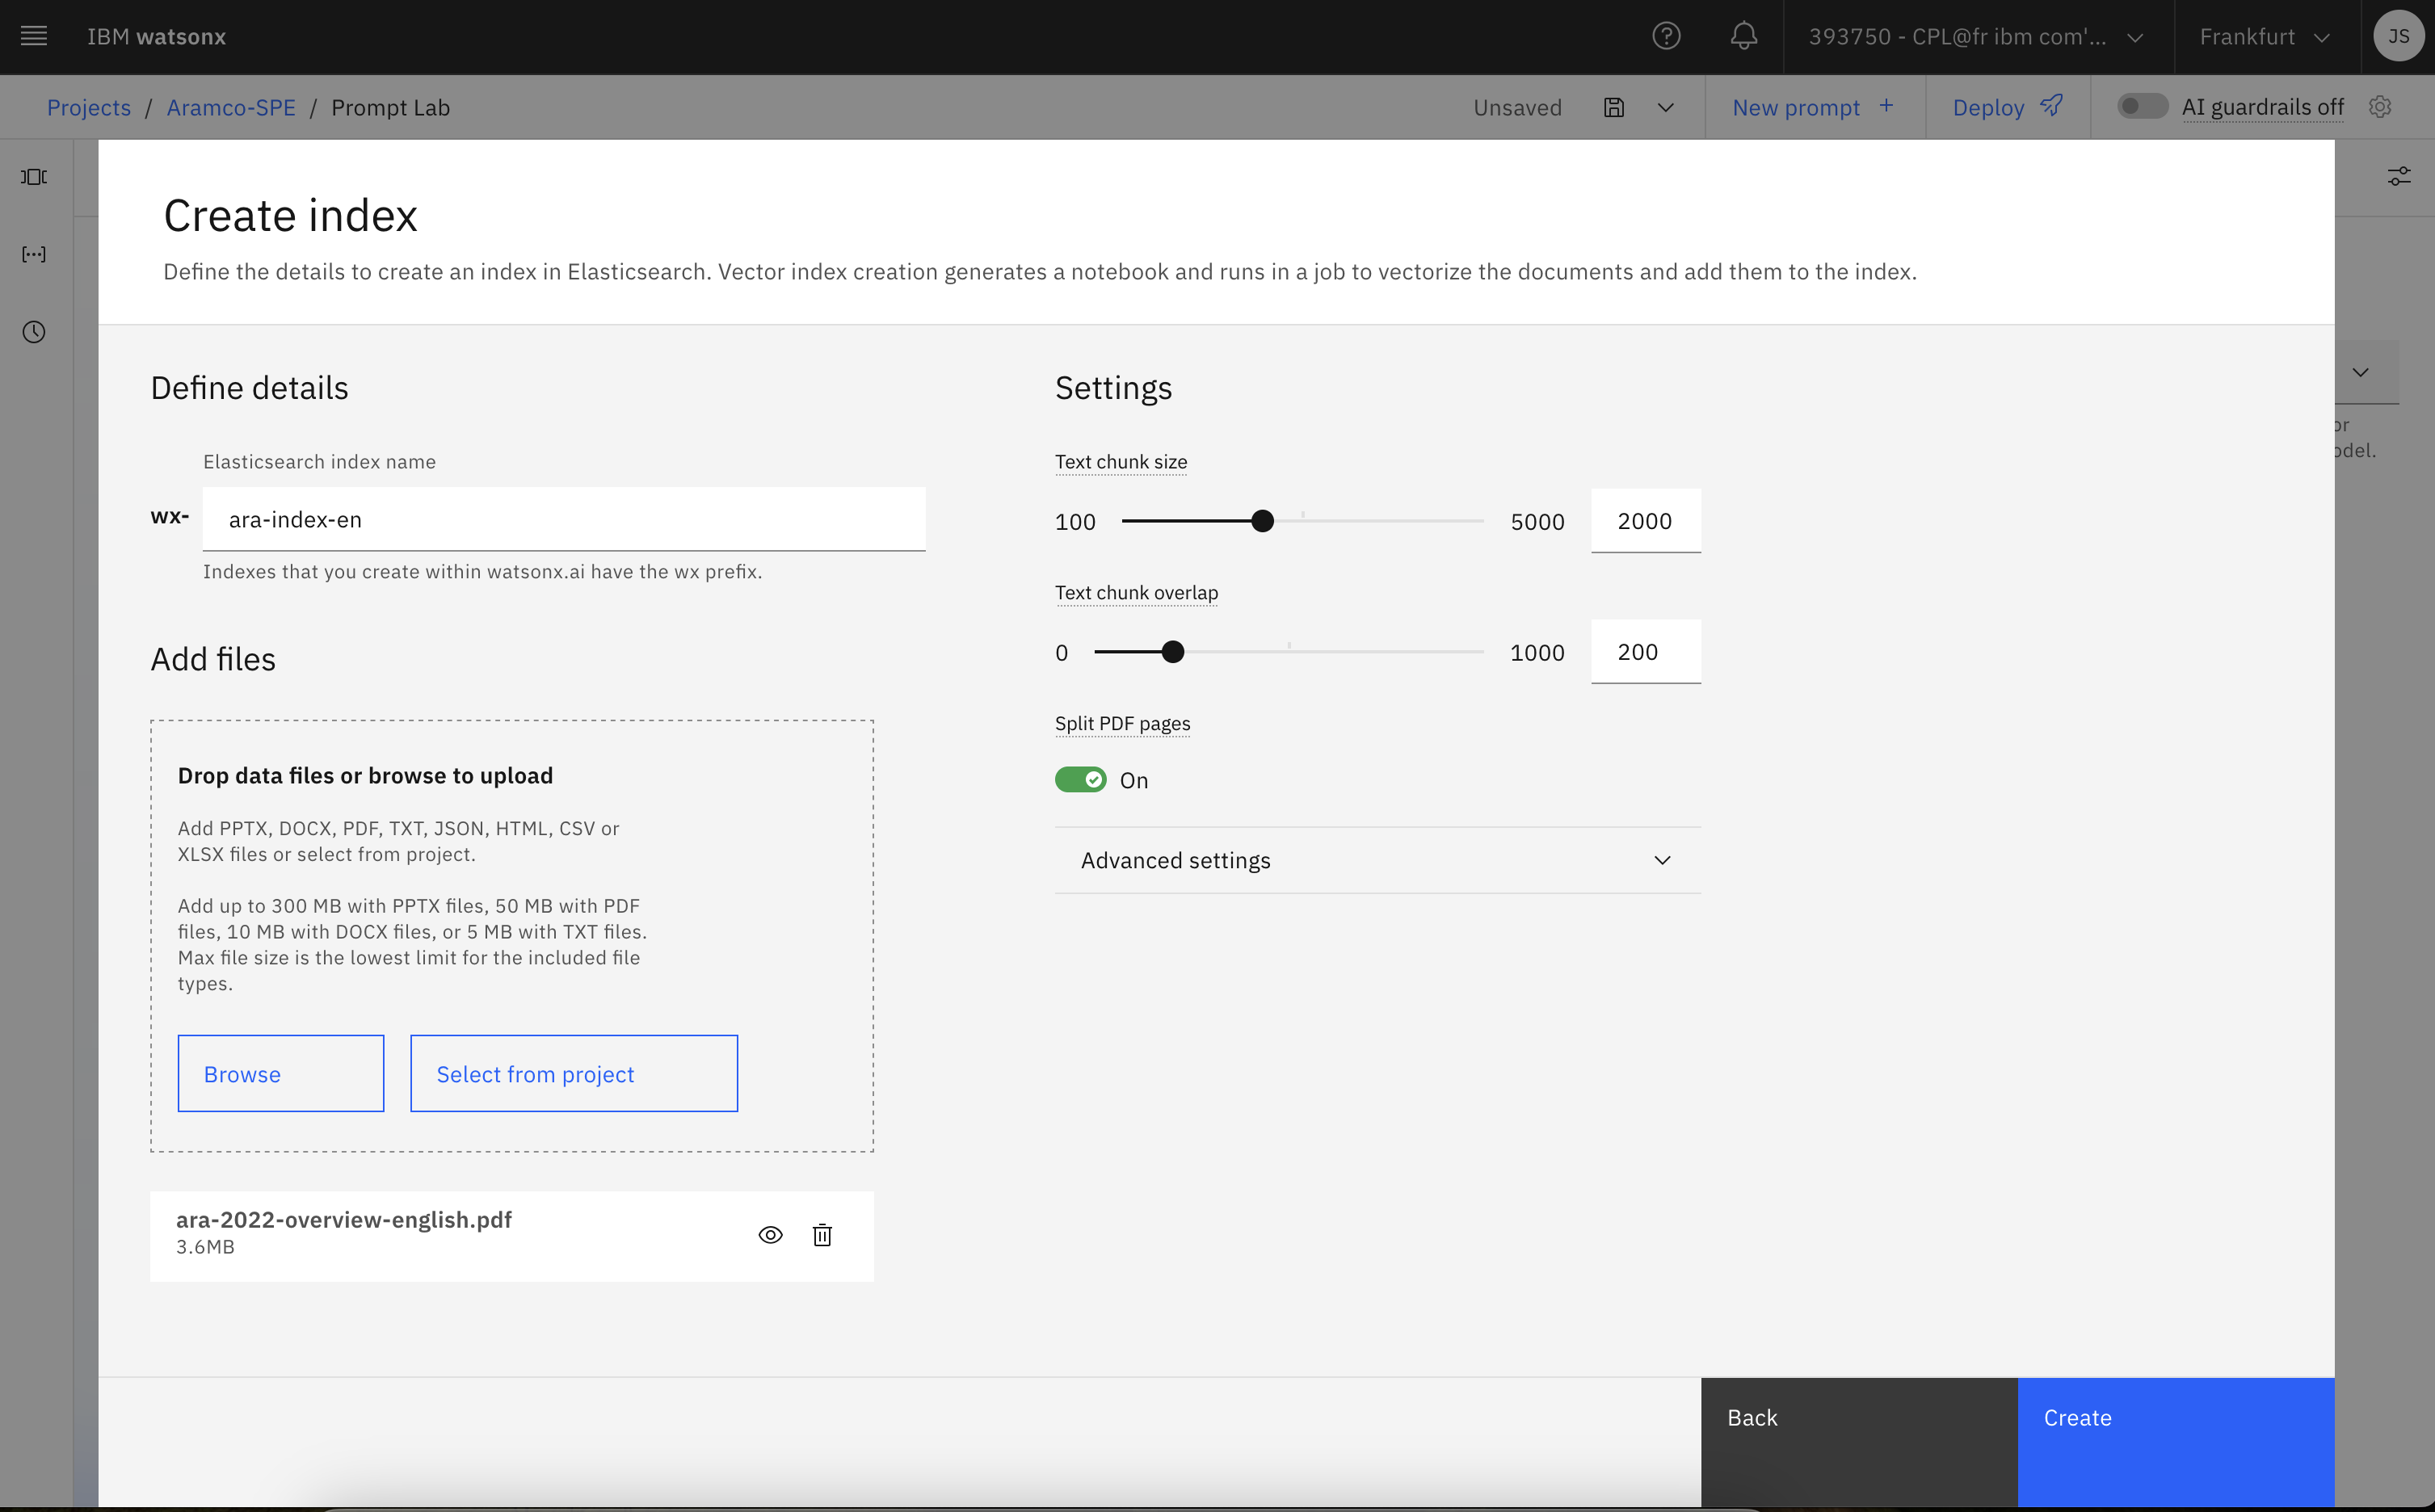 IBM watsonx
393750 - CPL@fr ibm com'...
Frankfurt
JS
Projects / Aramco-SPE / Prompt Lab
Unsaved
New prompt +
Deploy
AI guardrails off
Create index
Define the details to create an index in Elasticsearch. Vector index creation generates a notebook and runs in a job to vectorize the documents and add them to the index.
Define details
Elasticsearch index name
wx- ara-index-en
Indexes that you create within watsonx.ai have the wx prefix.
Add files
Drop data files or browse to upload
Add PPTX, DOCX, PDF, TXT, JSON, HTML, CSV or
XLSX files or select from project.
Add up to 300 MB with PPTX files, 50 MB with PDF
files, 10 MB with DOCX files, or 5 MB with TXT files.
Max file size is the lowest limit for the included file
types.
Browse
Select from project
ara-2022-overview-english.pdf
3.6MB
Settings
Text chunk size
100 5000 2000
Text chunk overlap
0 1000 200
Split PDF pages
On
Advanced settings
Back
Create